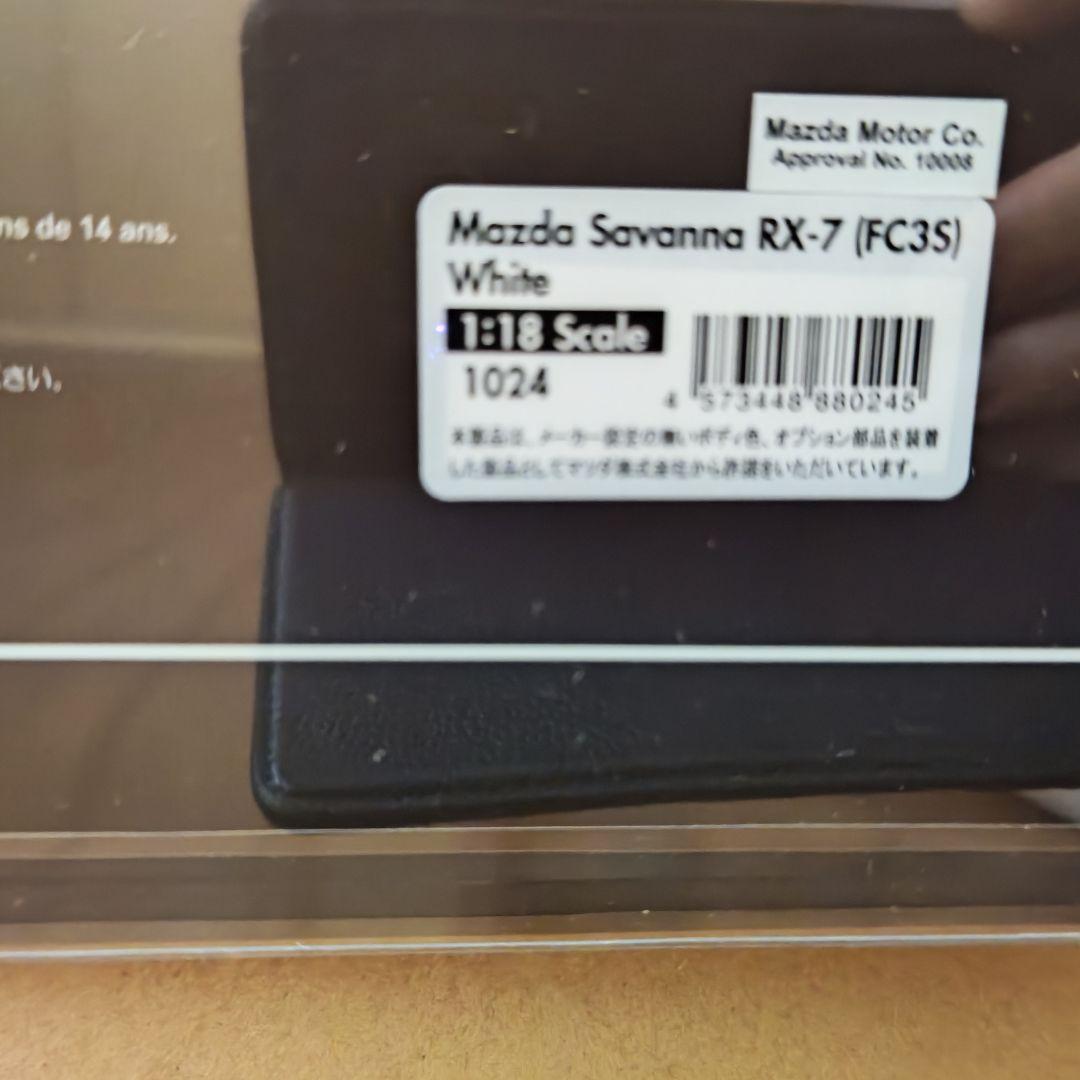 Mazda Motor Co.
Approval No. 10008
ns de 14 ans.
Mazda Savanna RX-7 (FC3S)
White
1:18 Scale
1024
4 573448 880245
さい。
本製品は、メーカー設定の無いボディ色、オプション部品を装着
した製品としてマツダ株式会社から許諾をいただいています。